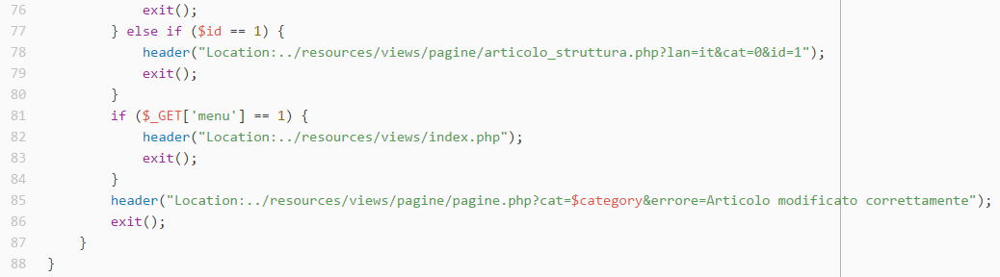 76 exit();
77 } else if ($id == 1) {
78 header("Location:../resources/views/pagine/articolo_struttura.php?lan=it&cat=0&id=1");
79 exit();
80 }
81 if ($_GET['menu'] == 1) {
82 header("Location:../resources/views/index.php");
83 exit();
84 }
85 header("Location:../resources/views/pagine/pagine.php?cat=$category&errore=Articolo modificato correttamente");
86 exit();
87 }
88 }